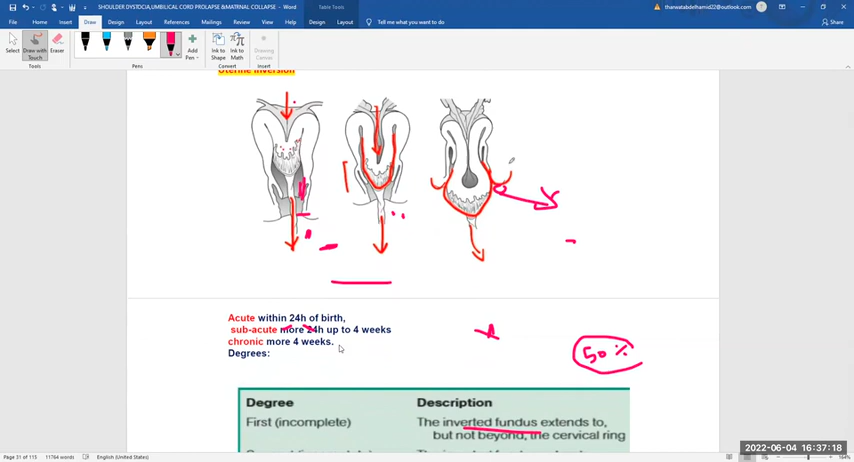 SHOULDER DYSTOCIA,UMBILICAL CORD PROLAPSE &MATERNAL COLLAPSE - Word
Table Tools
tharwatabdelhamid22@outlook.com
File Home Insert Draw Design Layout References Mailings Review View Help Design Layout Tell me what you want to do
Share
Select
Draw with Touch
Eraser
Add Pen
Ink to Shape
Ink to Math
Drawing Canvas
Tools
Pens
Convert
Insert
Uterine inversion
Acute within 24h of birth,
sub-acute more 24h up to 4 weeks
chronic more 4 weeks.
Degrees:
50 %
Degree Description
First (incomplete) The inverted fundus extends to,
but not beyond, the cervical ring
2022-06-04 16:37:18
Page 31 of 115 11764 words English (United States)
184%